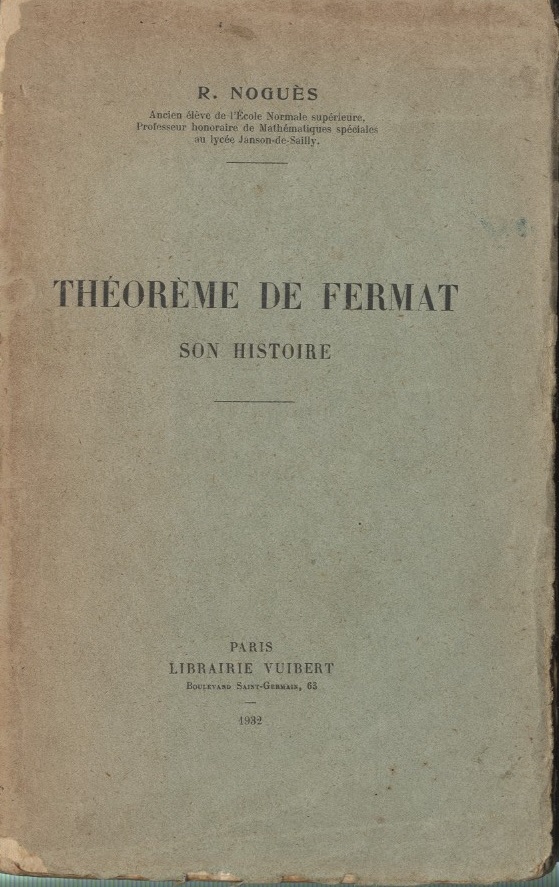 R. NOGUÈS
Ancien élève de l'École Normale supérieure,
Professeur honoraire de Mathématiques spéciales
au lycée Janson-de-Sailly.
THÉORÈME DE FERMAT
SON HISTOIRE
PARIS
LIBRAIRIE VUIBERT
Boulevard Saint-Germain, 63
1932